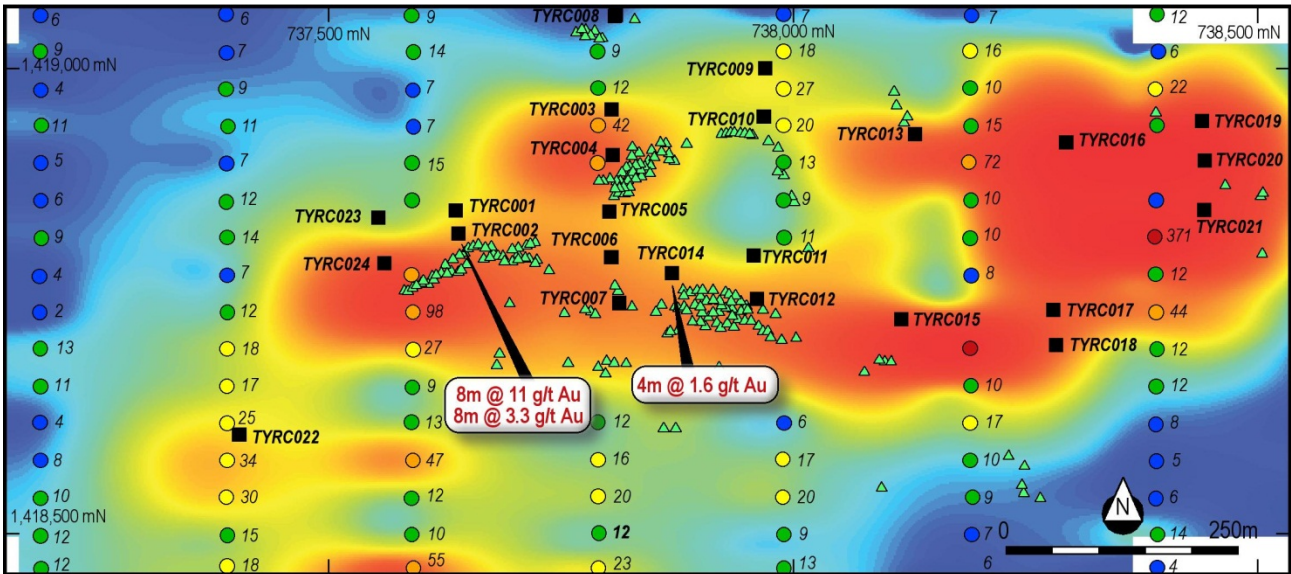 6 6 9 TYRC008 7 7 12
737,500 mN 738,000 mN 738,500 mN
9 7 14 9 18 16 6
1,419,000 mN TYRC009
4 9 7 12 27 10 22
TYRC003 TYRC010 TYRC019
11 11 7 42 20 TYRC013 15
TYRC016
5 7 15 TYRC004 13 72 TYRC020
6 12 TYRC001 TYRC005 9 10
TYRC023 TYRC021
9 14 TYRC002 11 10 371
TYRC006 TYRC014 TYRC011
4 7 TYRC024 8 12
2 12 98 TYRC007 TYRC012 TYRC015 TYRC017 44
13 18 27 TYRC018 12
11 17 9 10 12
8m @ 11 g/t Au 4m @ 1.6 g/t Au
8m @ 3.3 g/t Au
4 25 13 12 6 17 8
TYRC022
8 34 47 16 17 10 5
10 30 12 20 20 9 6
1,418,500 mN N
12 15 10 12 9 7 14
0 250m
12 18 55 23 13 6 4